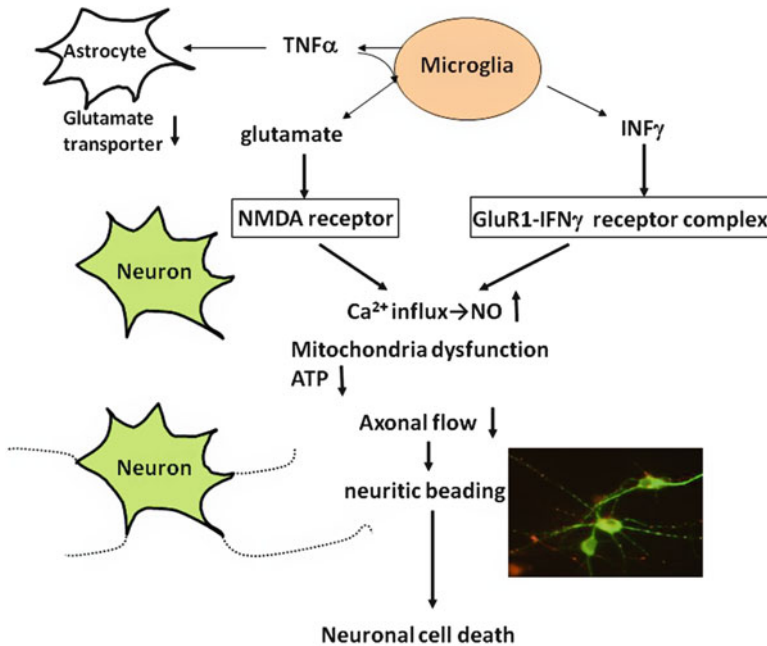 Astrocyte
TNFα
Microglia
Glutamate
transporter
glutamate
INFγ
NMDA receptor
GluR1-IFNγ receptor complex
Neuron
Ca²⁺ influx→NO
Mitochondria dysfunction
ATP
Axonal flow
Neuron
neuritic beading
Neuronal cell death